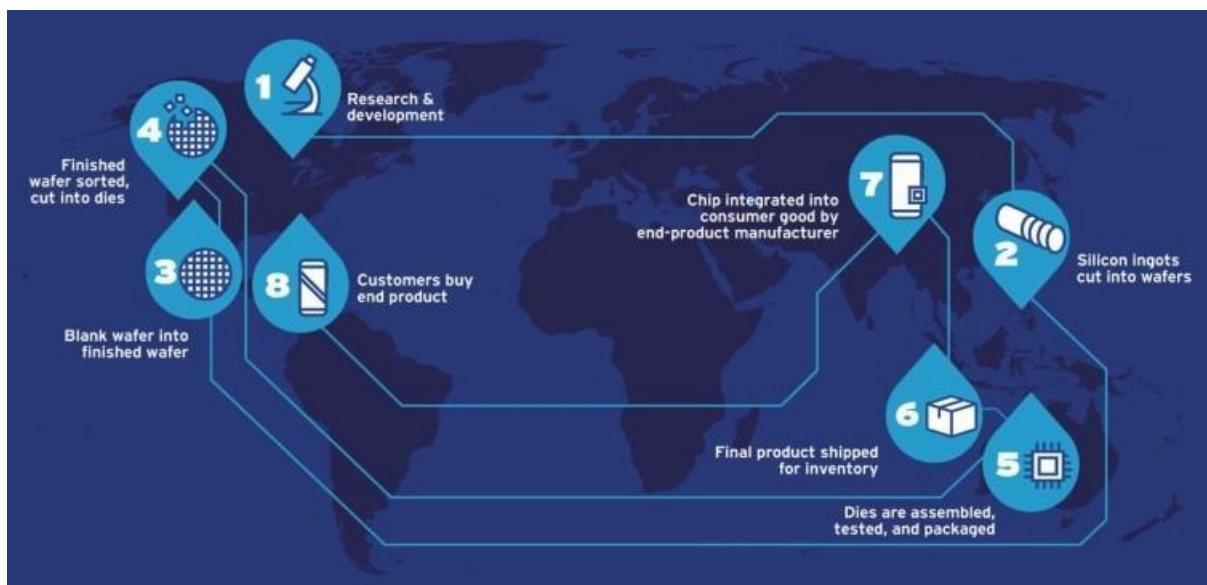 1
Research &
development
2
Silicon ingots
cut into wafers
3
Blank wafer into
finished wafer
4
Finished
wafer sorted,
cut into dies
5
Dies are assembled,
tested, and packaged
6
Final product shipped
for inventory
7
Chip integrated into
consumer good by
end-product manufacturer
8
Customers buy
end product